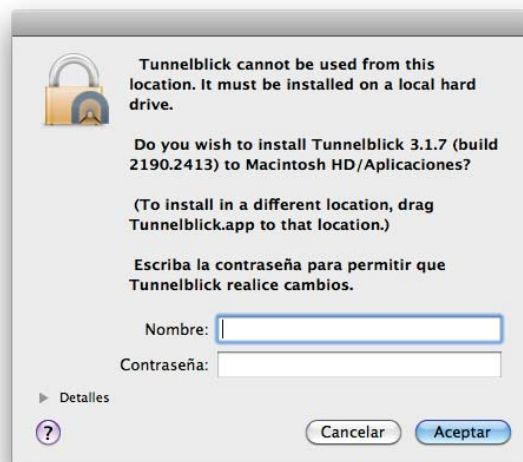 Tunnelblick cannot be used from this
location. It must be installed on a local hard
drive.
Do you wish to install Tunnelblick 3.1.7 (build
2190.2413) to Macintosh HD/Aplicaciones?
(To install in a different location, drag
Tunnelblick.app to that location.)
Escriba la contraseña para permitir que
Tunnelblick realice cambios.
Nombre:
Contraseña:
Detalles
?
Cancelar
Aceptar